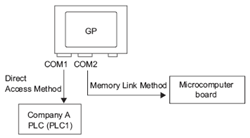 GP
COM1 COM2
Direct
Access Method
Memory Link Method
Microcomputer
board
Company A
PLC (PLC1)